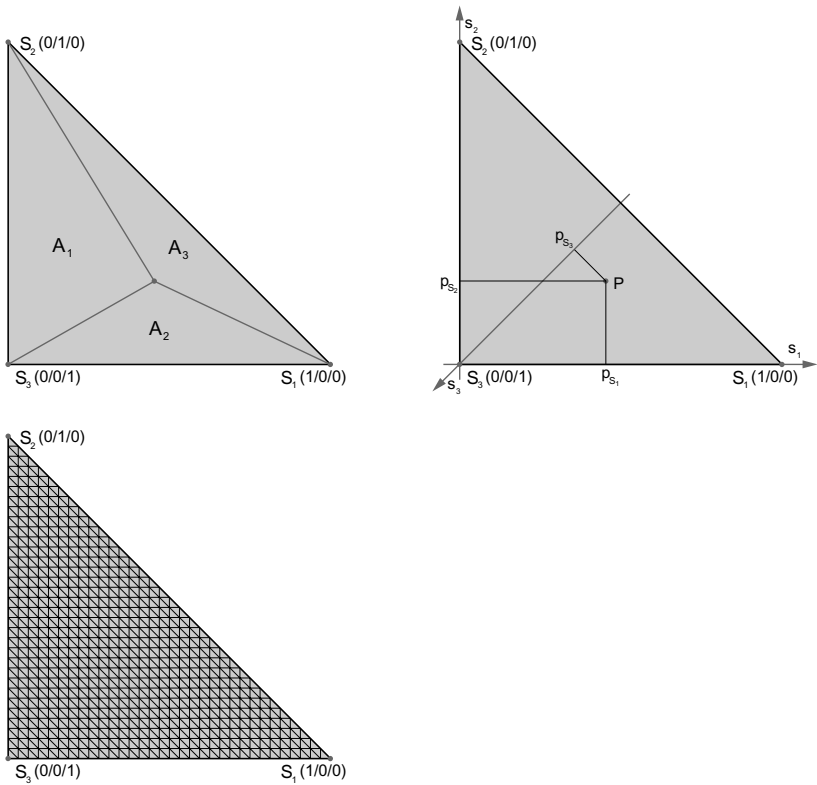 S₂ (0/1/0)
A₁
A₃
A₂
S₃ (0/0/1)
S₁ (1/0/0)
s₂
S₂ (0/1/0)
pS₃
pS₂
P
s₁
s₃
S₃ (0/0/1)
pS₁
S₁ (1/0/0)
S₂ (0/1/0)
S₃ (0/0/1)
S₁ (1/0/0)